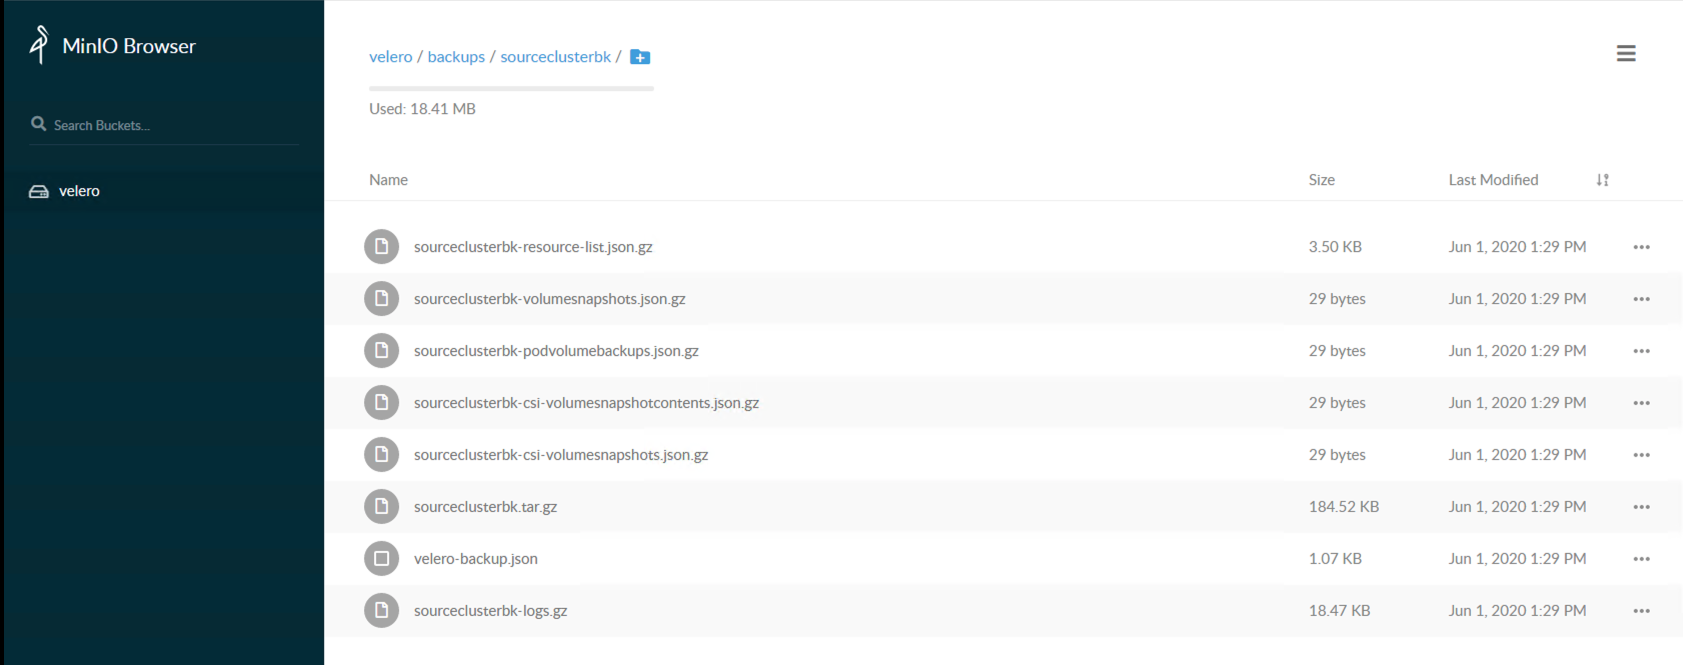 MinIO Browser
Search Buckets...
velero
velero / backups / sourceclusterbk /
Used: 18.41 MB
Name Size Last Modified
sourceclusterbk-resource-list.json.gz 3.50 KB Jun 1, 2020 1:29 PM
sourceclusterbk-volumesnapshots.json.gz 29 bytes Jun 1, 2020 1:29 PM
sourceclusterbk-podvolumebackups.json.gz 29 bytes Jun 1, 2020 1:29 PM
sourceclusterbk-csi-volumesnapshotcontents.json.gz 29 bytes Jun 1, 2020 1:29 PM
sourceclusterbk-csi-volumesnapshots.json.gz 29 bytes Jun 1, 2020 1:29 PM
sourceclusterbk.tar.gz 184.52 KB Jun 1, 2020 1:29 PM
velero-backup.json 1.07 KB Jun 1, 2020 1:29 PM
sourceclusterbk-logs.gz 18.47 KB Jun 1, 2020 1:29 PM